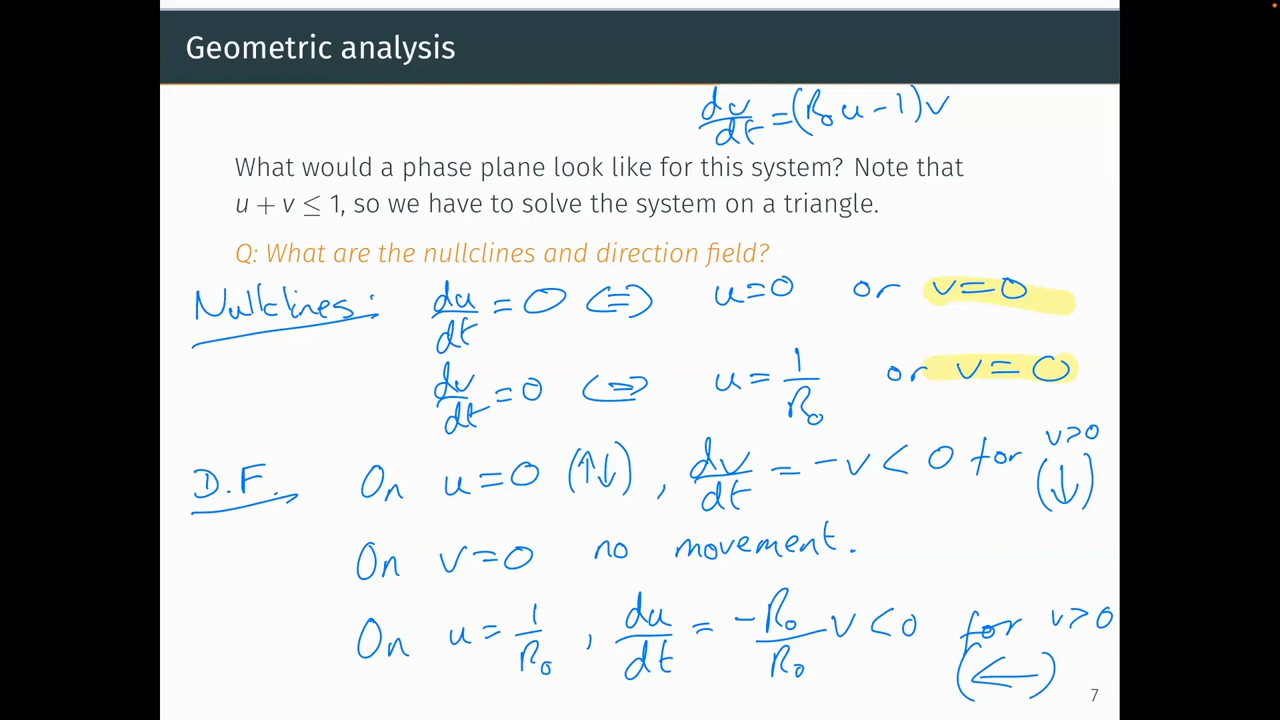 Geometric analysis
du/dt = (R₀u − 1)v
What would a phase plane look like for this system? Note that
u + v ≤ 1, so we have to solve the system on a triangle.
Q: What are the nullclines and direction field?
Nullclines: du/dt = 0 ⇔ u = 0 or v = 0
dv/dt = 0 ⇔ u = 1/R₀ or v = 0
D.F. On u = 0 (↑↓), dv/dt = −v < 0 for v>0 (↓)
On v = 0 no movement.
On u = 1/R₀, du/dt = −R₀/R₀ v < 0 for v>0 (←)
7